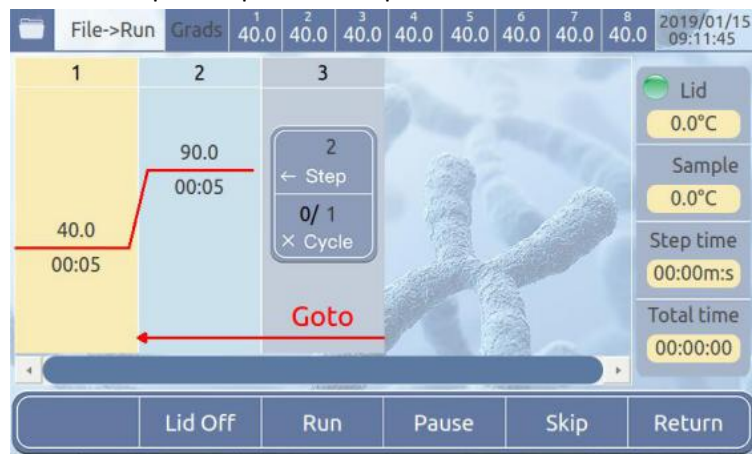 File->Run Grads 1 40.0 2 40.0 3 40.0 4 40.0 5 40.0 6 40.0 7 40.0 8 40.0 2019/01/15
09:11:45
1 2 3
Lid
0.0°C
90.0
00:05
2
← Step
0/ 1
× Cycle
Sample
0.0°C
40.0
00:05
Step time
00:00m:s
Goto
Total time
00:00:00
Lid Off Run Pause Skip Return